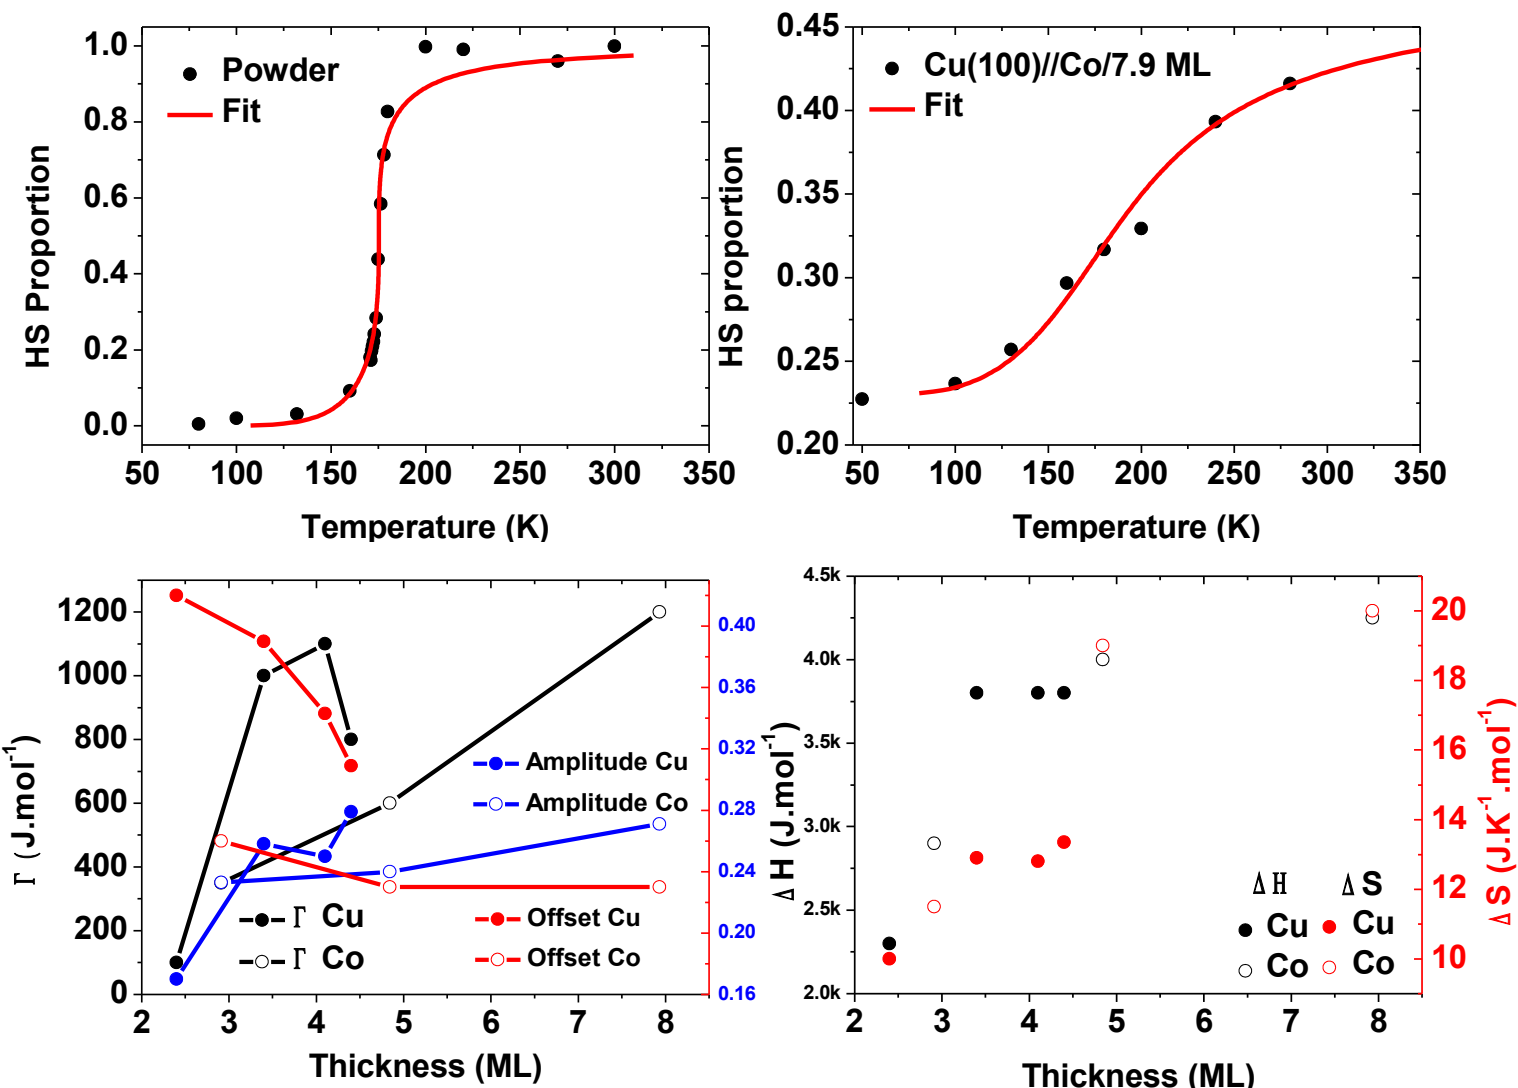 HS Proportion
1.0
0.8
0.6
0.4
0.2
0.0
Powder
Fit
50 100 150 200 250 300 350
Temperature (K)
HS proportion
0.45
0.40
0.35
0.30
0.25
0.20
Cu(100)//Co/7.9 ML
Fit
50 100 150 200 250 300 350
Temperature (K)
Γ (J.mol-1)
1200
1000
800
600
400
200
0
0.40
0.36
0.32
0.28
0.24
0.20
0.16
Amplitude Cu
Amplitude Co
Γ Cu
Γ Co
Offset Cu
Offset Co
2 3 4 5 6 7 8
Thickness (ML)
Δ H (J.mol-1)
4.5k
4.0k
3.5k
3.0k
2.5k
2.0k
20
18
16
14
12
10
Δ S (J.K-1.mol-1)
Δ H Δ S
Cu Cu
Co Co
2 3 4 5 6 7 8
Thickness (ML)